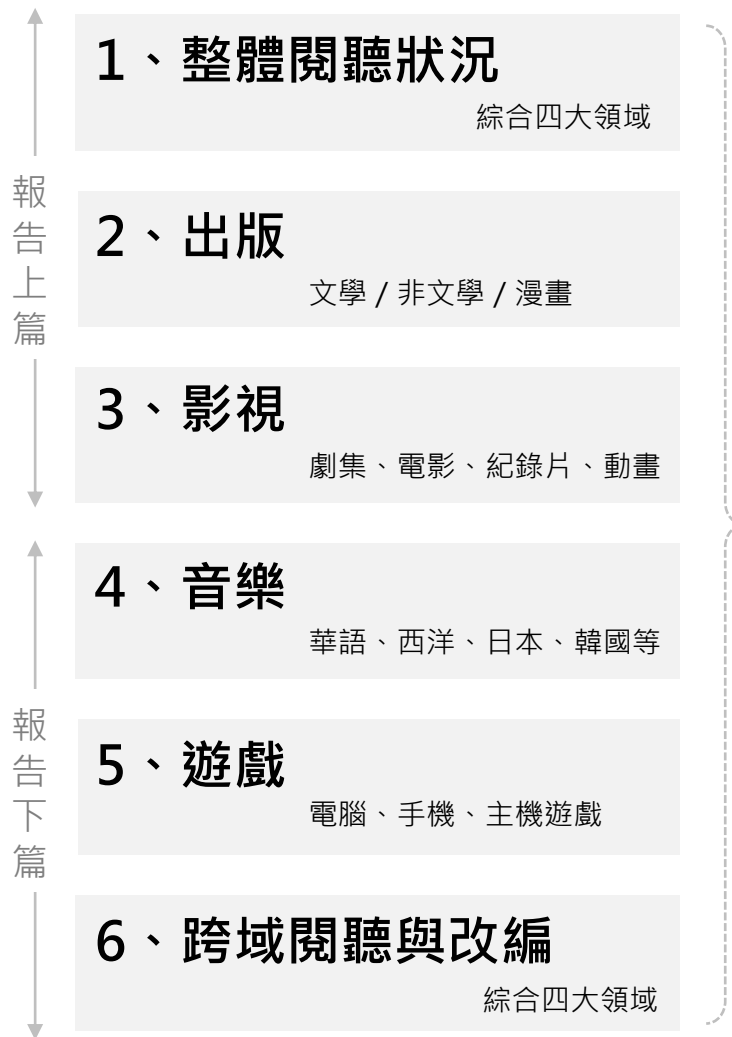 報告上篇
1、整體閱聽狀況
綜合四大領域
2、出版
文學 / 非文學 / 漫畫
3、影視
劇集、電影、紀錄片、動畫
報告下篇
4、音樂
華語、西洋、日本、韓國等
5、遊戲
電腦、手機、主機遊戲
6、跨域閱聽與改編
綜合四大領域